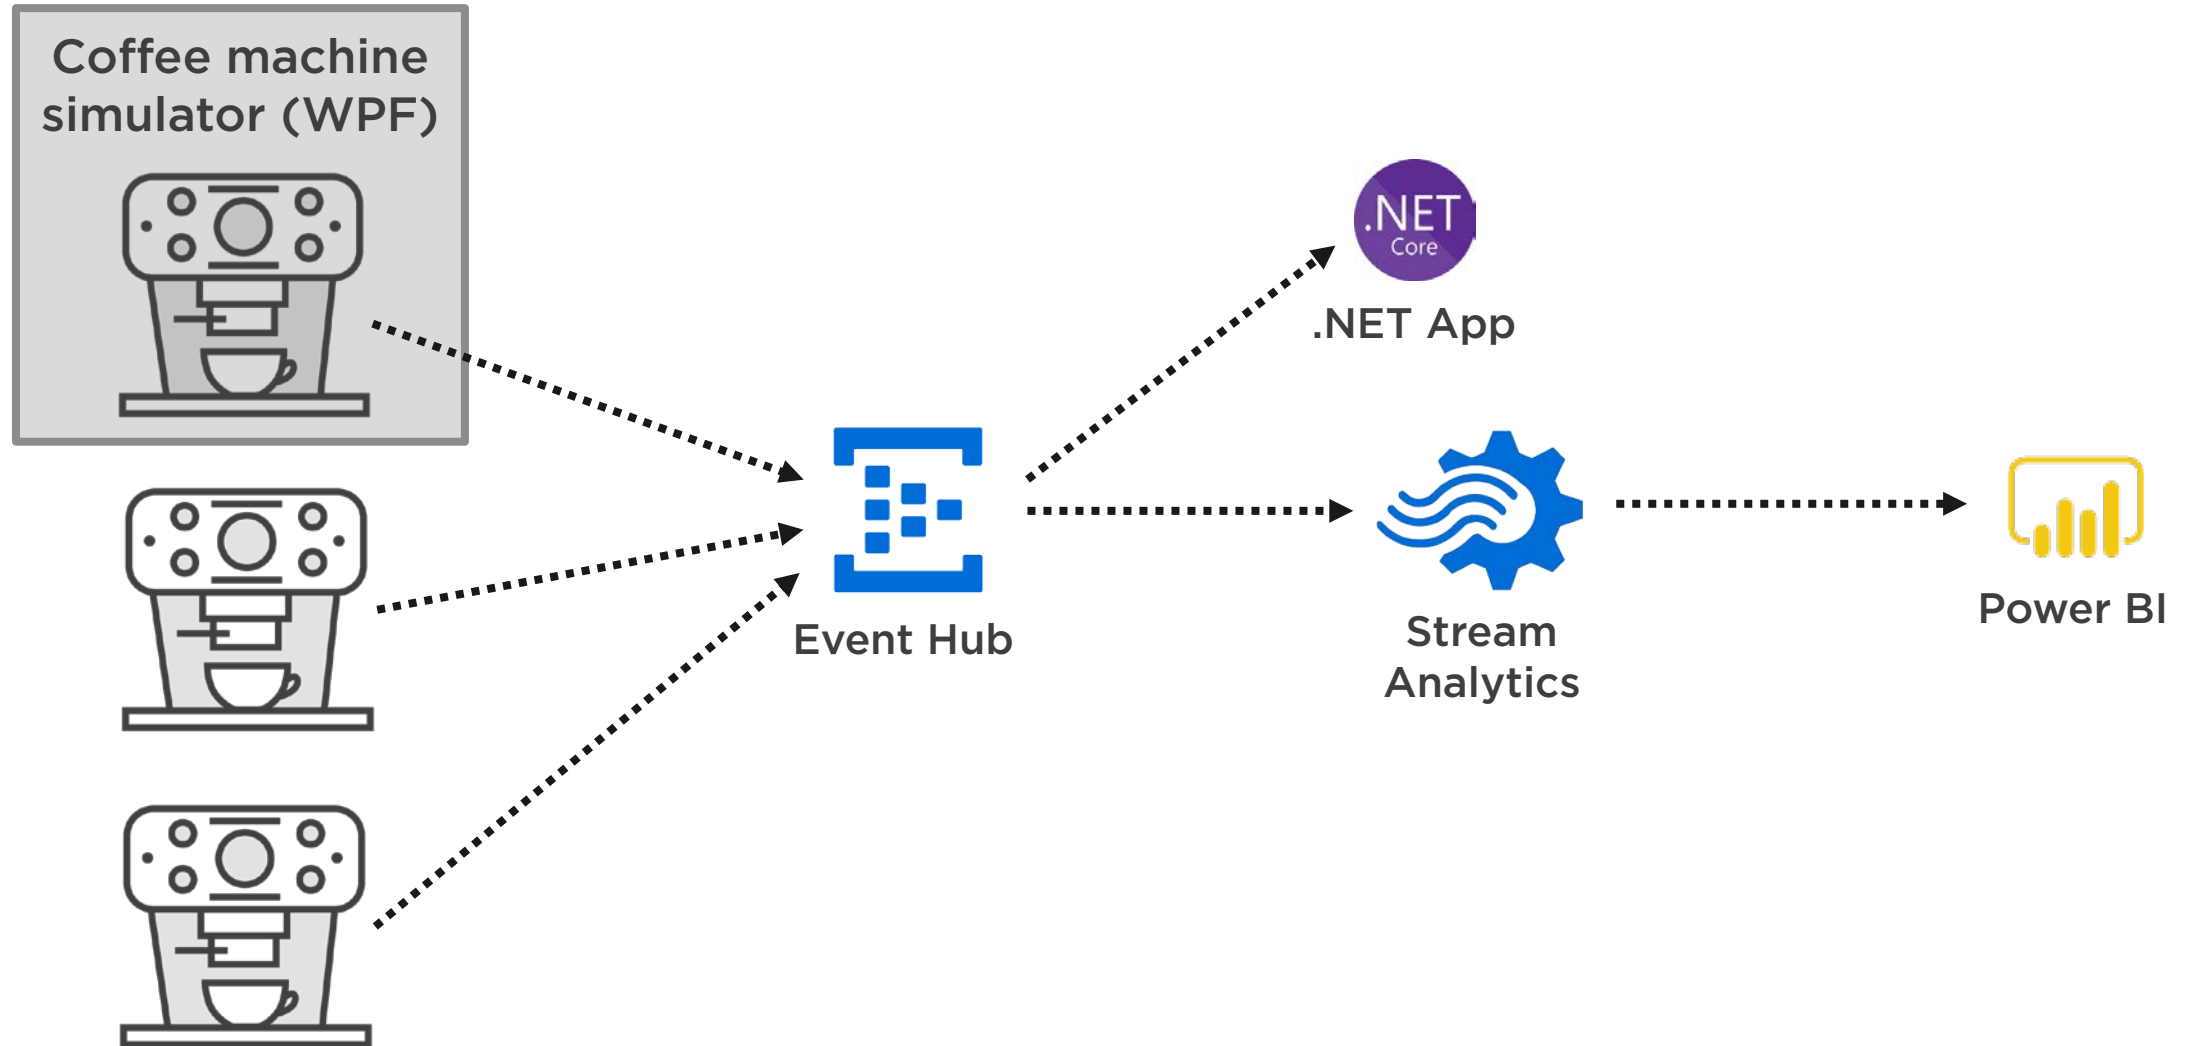 Coffee machine
simulator (WPF)
.NET
Core
.NET App
Event Hub
Stream
Analytics
Power BI